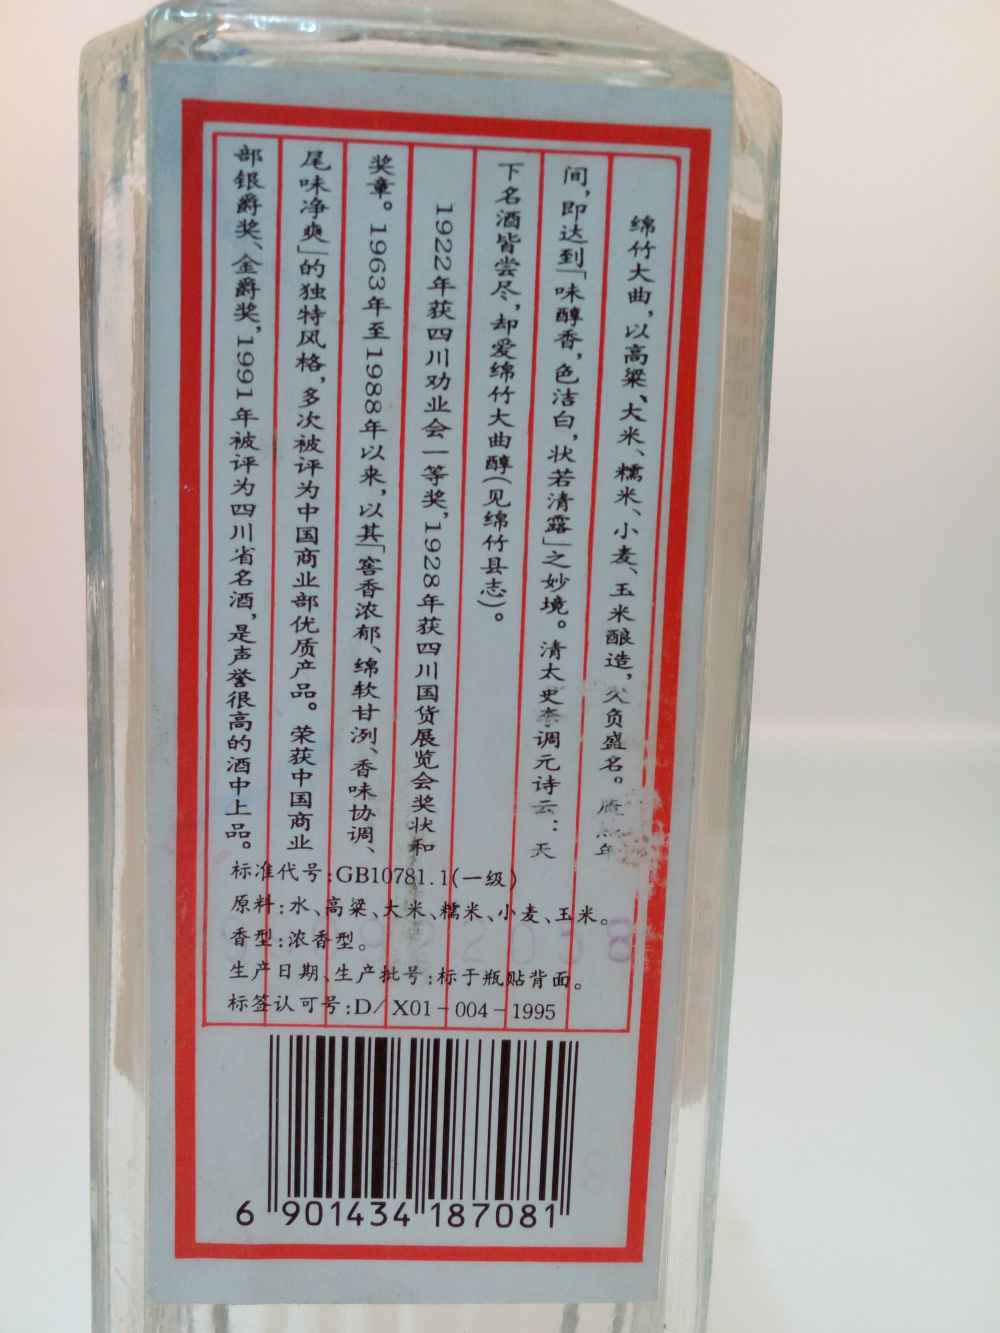 绵竹大曲，以高粱、大米、糯米、小麦、玉米酿造，久负盛名。 年
间，即达到「味醇香，色洁白，状若清露」之妙境。清太史李调元诗云：天
下名酒皆尝尽，却爱绵竹大曲醇(见绵竹县志)。
1922年获四川劝业会一等奖，1928年获四川国货展览会奖状和
奖章。1963年至1988年以来，以其「窖香浓郁、绵软甘洌、香味协调、
尾味净爽」的独特风格，多次被评为中国商业部优质产品。荣获中国商业
部银爵奖、金爵奖，1991年被评为四川省名酒，是声誉很高的酒中上品。
标准代号:GB10781.1(一级)
原料:水、高粱、大米、糯米、小麦、玉米。
香型:浓香型。
生产日期、生产批号:标于瓶贴背面。
标签认可号:D/X01-004-1995
6 901434 187081